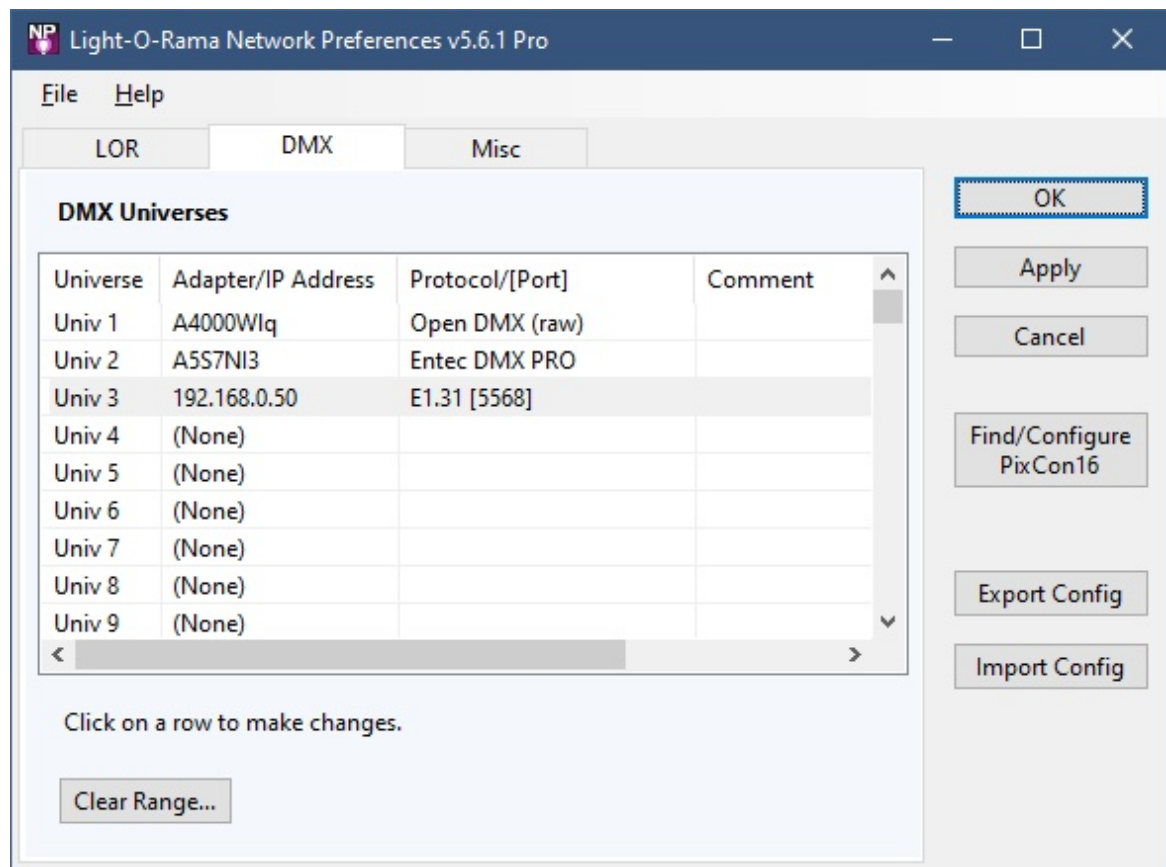 NP Light-O-Rama Network Preferences v5.6.1 Pro
File Help
LOR DMX Misc
DMX Universes
Universe Adapter/IP Address Protocol/[Port] Comment
Univ 1 A4000WIq Open DMX (raw)
Univ 2 A5S7NI3 Entec DMX PRO
Univ 3 192.168.0.50 E1.31 [5568]
Univ 4 (None)
Univ 5 (None)
Univ 6 (None)
Univ 7 (None)
Univ 8 (None)
Univ 9 (None)
Click on a row to make changes.
Clear Range...
OK
Apply
Cancel
Find/Configure
PixCon16
Export Config
Import Config